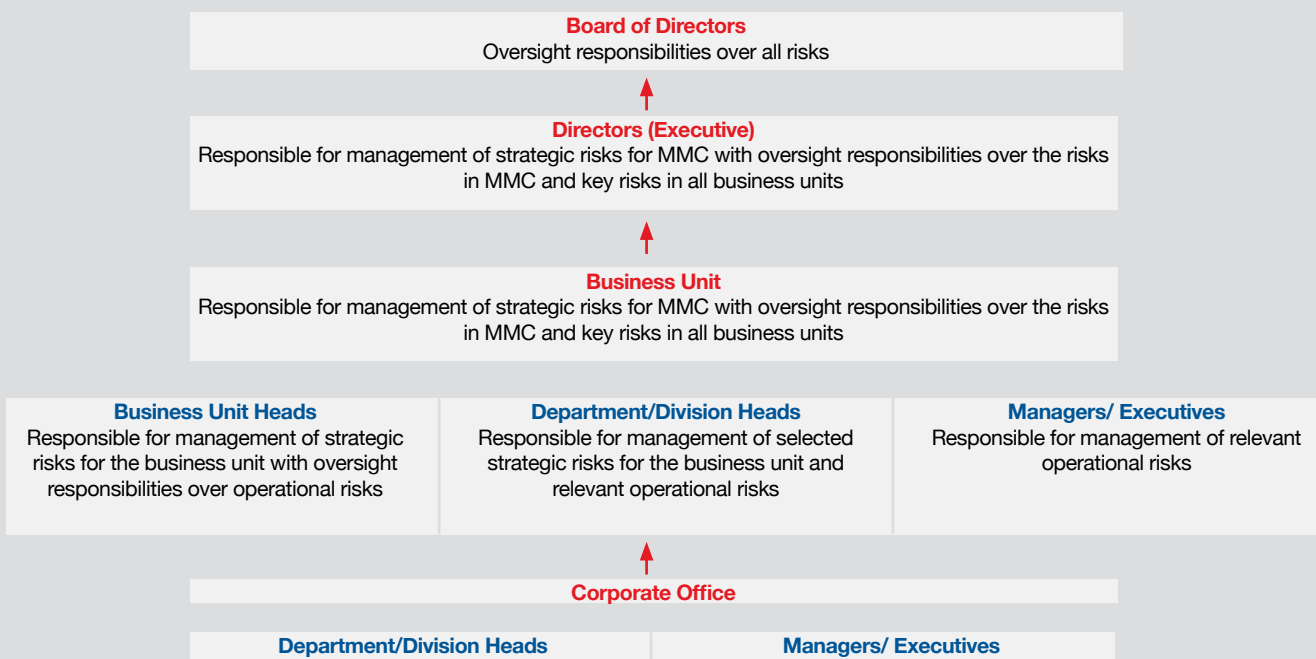 Board of Directors
Oversight responsibilities over all risks
Directors (Executive)
Responsible for management of strategic risks for MMC with oversight responsibilities over the risks
in MMC and key risks in all business units
Business Unit
Responsible for management of strategic risks for MMC with oversight responsibilities over the risks
in MMC and key risks in all business units
Business Unit Heads
Responsible for management of strategic
risks for the business unit with oversight
responsibilities over operational risks
Department/Division Heads
Responsible for management of selected
strategic risks for the business unit and
relevant operational risks
Managers/ Executives
Responsible for management of relevant
operational risks
Corporate Office
Department/Division Heads
Managers/ Executives